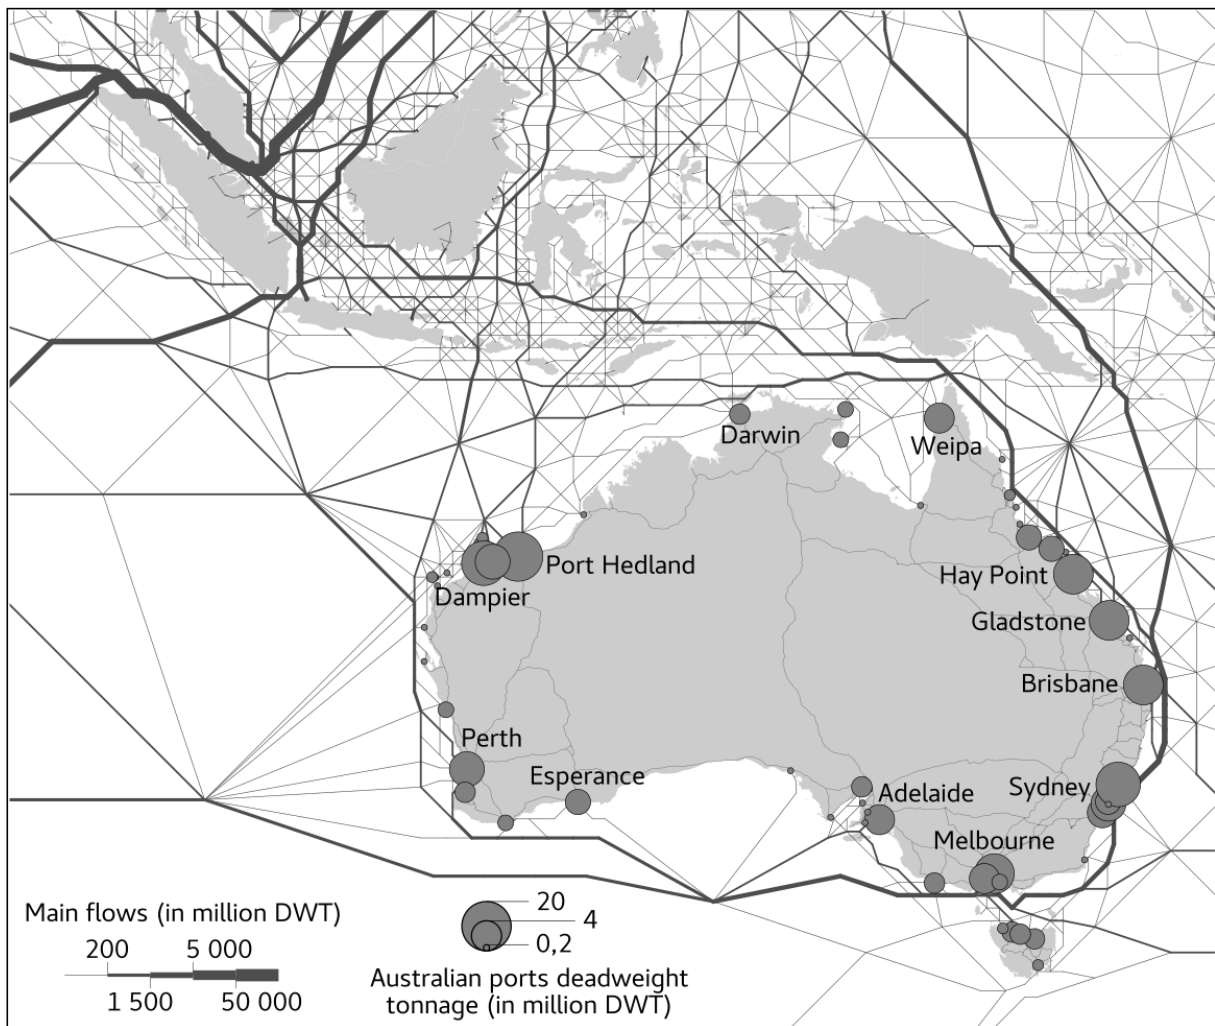 Darwin
Weipa
Port Hedland
Dampier
Hay Point
Gladstone
Brisbane
Perth
Esperance
Sydney
Adelaide
Melbourne
Main flows (in million DWT)
200
5 000
1 500
50 000
20
4
0,2
Australian ports deadweight
tonnage (in million DWT)